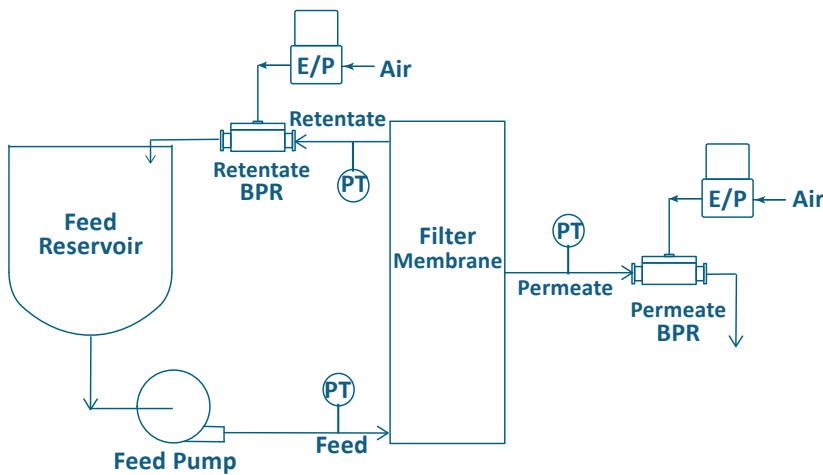 E/P
Air
Retentate
Retentate
BPR
PT
Feed
Reservoir
Filter
Membrane
E/P
Air
PT
Permeate
Permeate
BPR
PT
Feed
Feed Pump